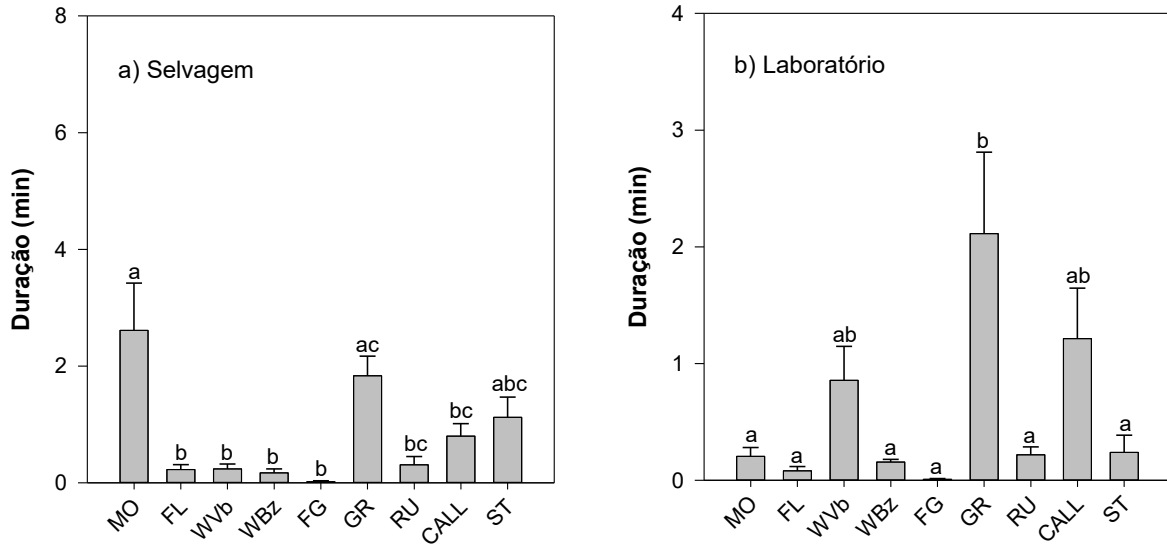 a) Selvagem
Duração (min)
8
6
4
2
0
a
b
b
b
b
ac
bc
bc
abc
MO
FL
WVb
WBz
FG
GR
RU
CALL
ST
b) Laboratório
Duração (min)
4
3
2
1
0
a
a
ab
a
a
b
a
ab
a
MO
FL
WVb
WBz
FG
GR
RU
CALL
ST